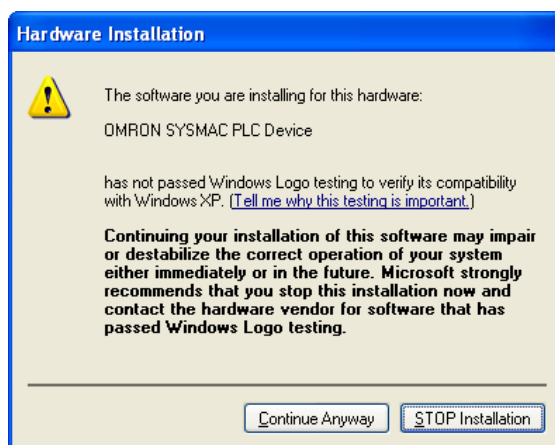 Hardware Installation
The software you are installing for this hardware:
OMRON SYSMAC PLC Device
has not passed Windows Logo testing to verify its compatibility
with Windows XP. (Tell me why this testing is important.)
Continuing your installation of this software may impair
or destabilize the correct operation of your system
either immediately or in the future. Microsoft strongly
recommends that you stop this installation now and
contact the hardware vendor for software that has
passed Windows Logo testing.
Continue Anyway
STOP Installation